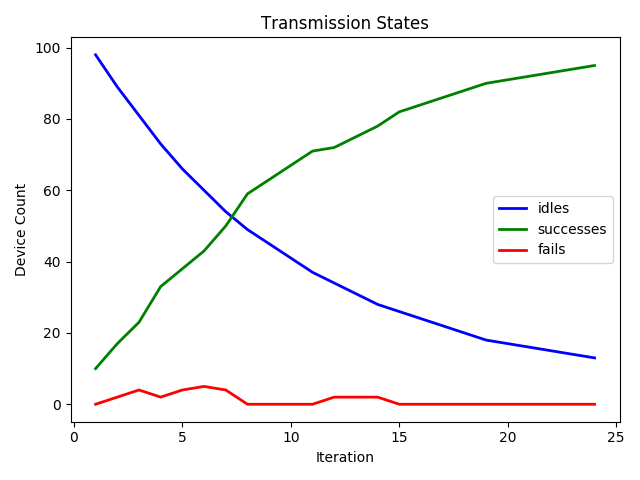 Transmission States
100
80
60
40
20
0
Device Count
idles
successes
fails
0 5 10 15 20 25
Iteration